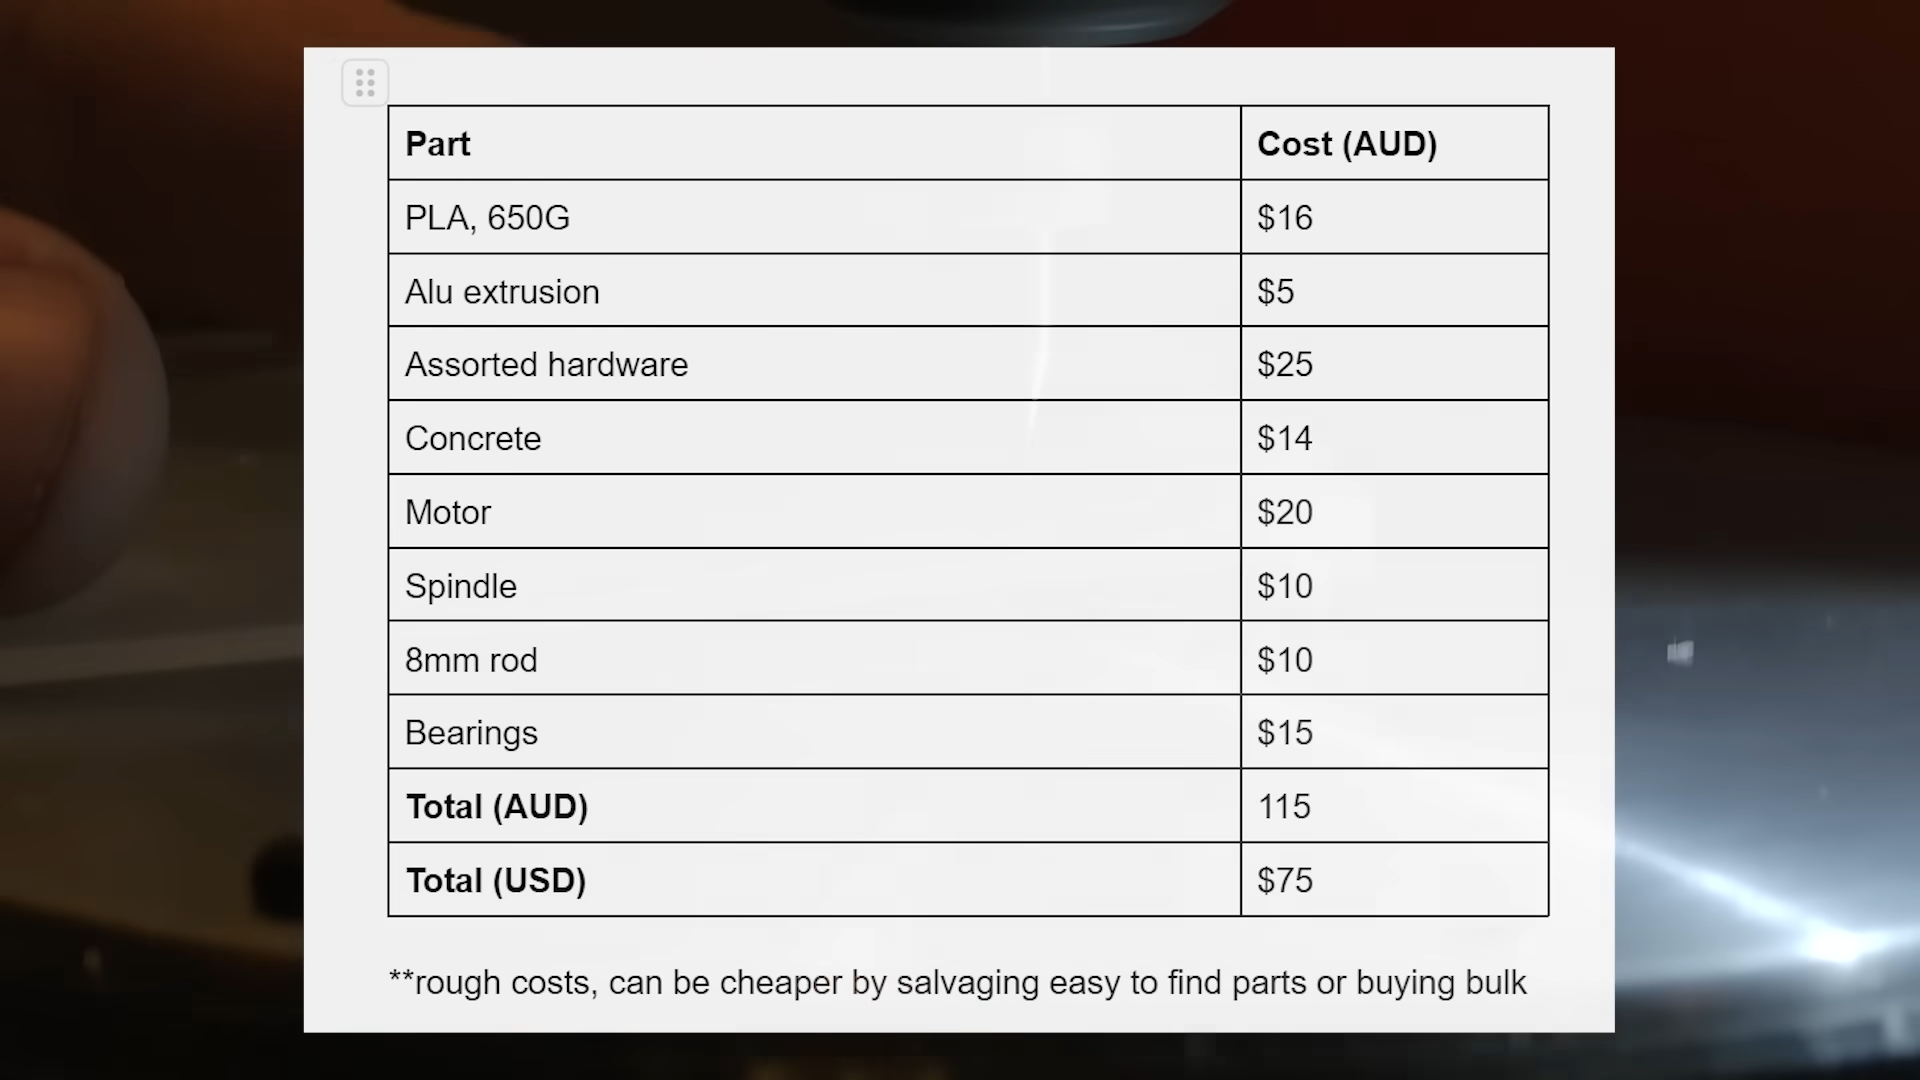 Part Cost (AUD)
PLA, 650G $16
Alu extrusion $5
Assorted hardware $25
Concrete $14
Motor $20
Spindle $10
8mm rod $10
Bearings $15
Total (AUD) 115
Total (USD) $75
**rough costs, can be cheaper by salvaging easy to find parts or buying bulk